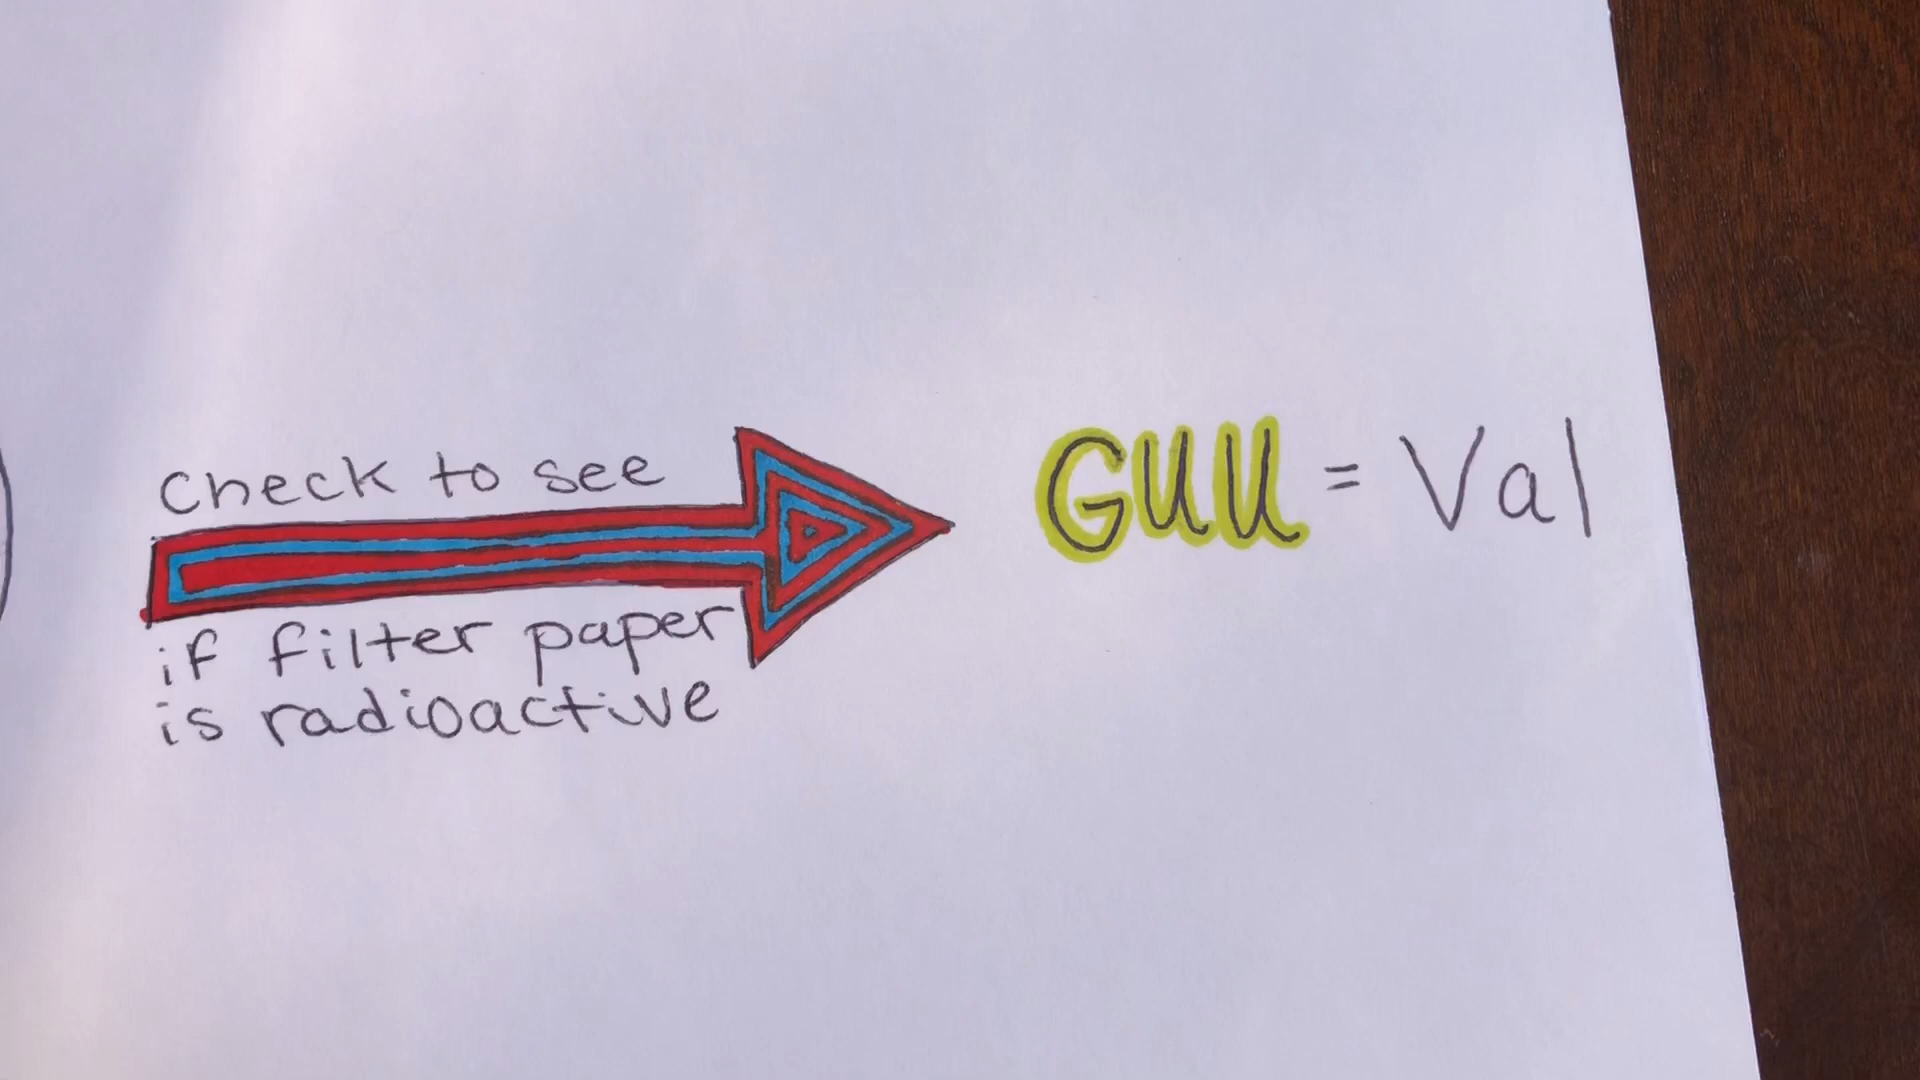 Check to see
GUU = Val
if filter paper
is radioactive